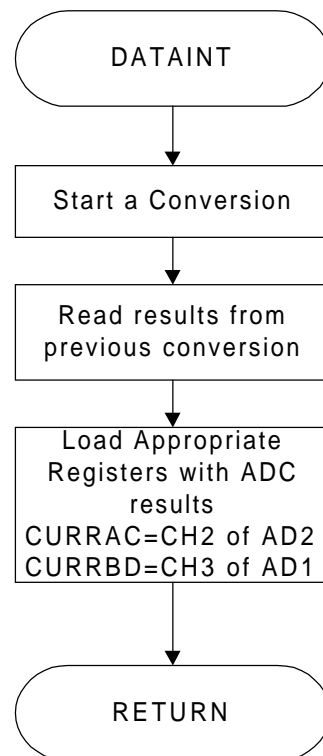 DATAINT
Start a Conversion
Read results from
previous conversion
Load Appropriate
Registers with ADC
results
CURRAC=CH2 of AD2
CURRBD=CH3 of AD1
RETURN